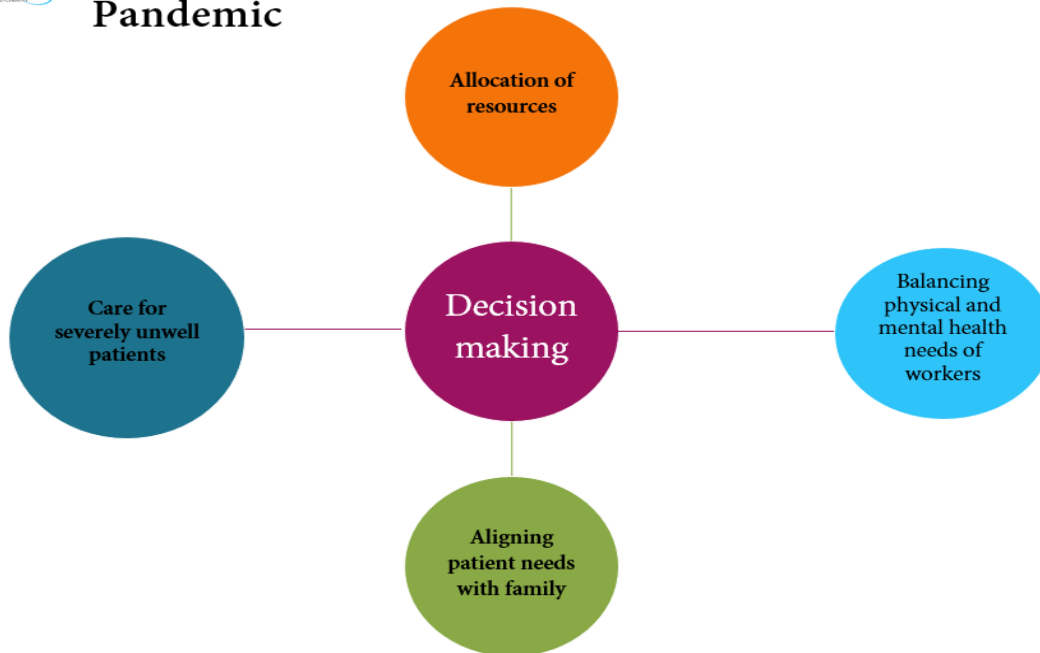 Pandemic
Allocation of
resources
Care for
severely unwell
patients
Decision
making
Balancing
physical and
mental health
needs of
workers
Aligning
patient needs
with family